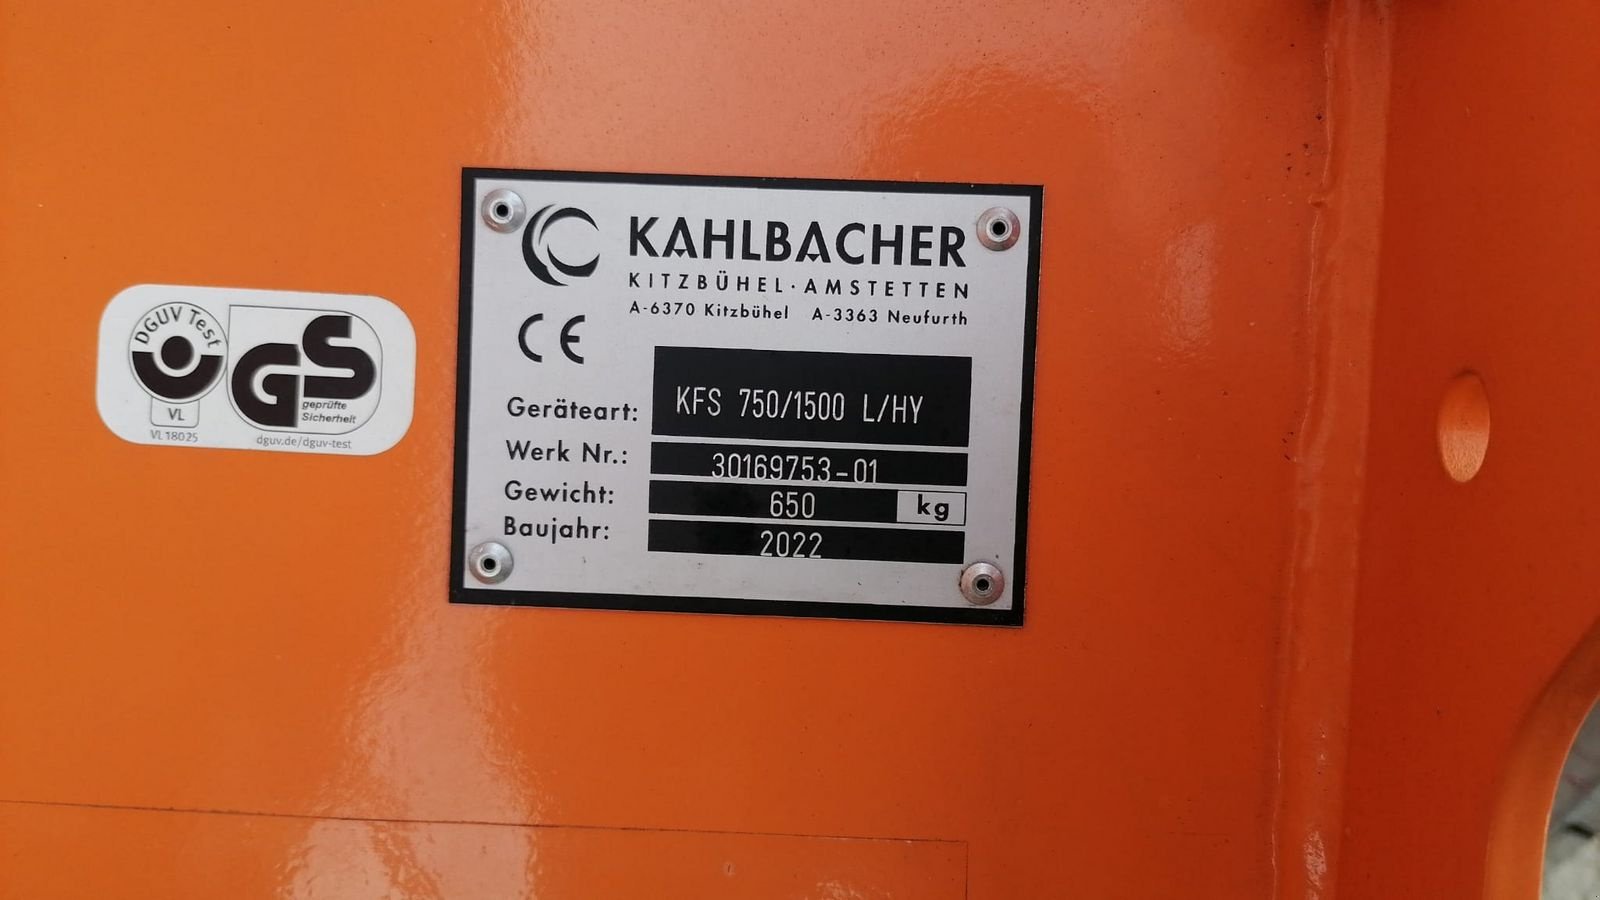 KAHLBACHER
KITZBÜHEL·AMSTETTEN
A-6370 Kitzbühel A-3363 Neufurth
CE
Geräteart: KFS 750/1500 L/HY
Werk Nr.: 30169753-01
Gewicht: 650 kg
Baujahr: 2022
DGUV Test
VL
VL 18025
GS
geprüfte
Sicherheit
dguv.de/dguv-test